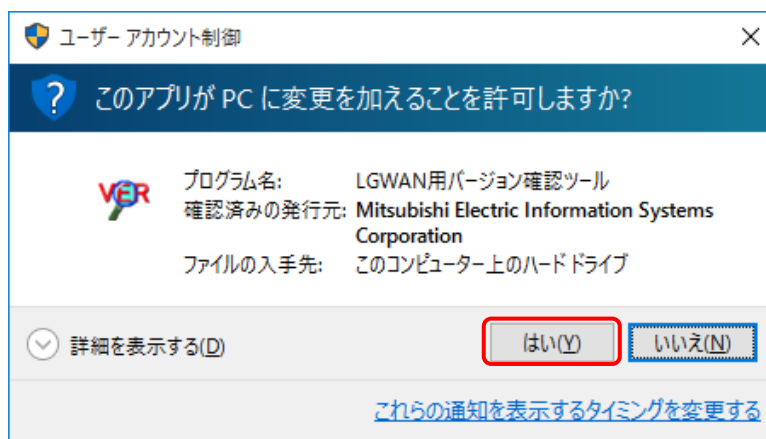 ユーザー アカウント制御
このアプリが PC に変更を加えることを許可しますか?
VER
プログラム名: LGWAN用バージョン確認ツール
確認済みの発行元: Mitsubishi Electric Information Systems
Corporation
ファイルの入手先: このコンピューター上のハード ドライブ
詳細を表示する(D) はい(Y) いいえ(N)
これらの通知を表示するタイミングを変更する